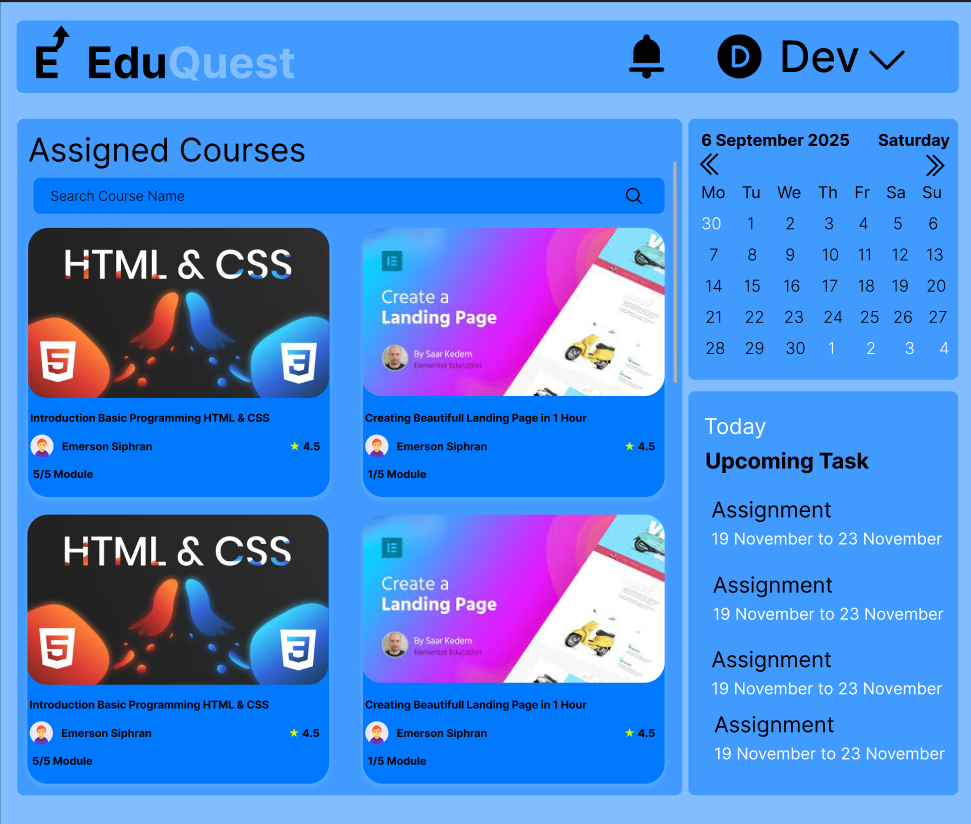 E EduQuest
D Dev
Assigned Courses
Search Course Name
HTML & CSS
5
3
Introduction Basic Programming HTML & CSS
Emerson Siphran
★ 4.5
5/5 Module
Create a
Landing Page
By Saar Kedem
Elementor Education
Creating Beautifull Landing Page in 1 Hour
Emerson Siphran
★ 4.5
1/5 Module
HTML & CSS
5
3
Introduction Basic Programming HTML & CSS
Emerson Siphran
★ 4.5
5/5 Module
Create a
Landing Page
By Saar Kedem
Elementor Education
Creating Beautifull Landing Page in 1 Hour
Emerson Siphran
★ 4.5
1/5 Module
6 September 2025 Saturday
Mo Tu We Th Fr Sa Su
30 1 2 3 4 5 6
7 8 9 10 11 12 13
14 15 16 17 18 19 20
21 22 23 24 25 26 27
28 29 30 1 2 3 4
Today
Upcoming Task
Assignment
19 November to 23 November
Assignment
19 November to 23 November
Assignment
19 November to 23 November
Assignment
19 November to 23 November